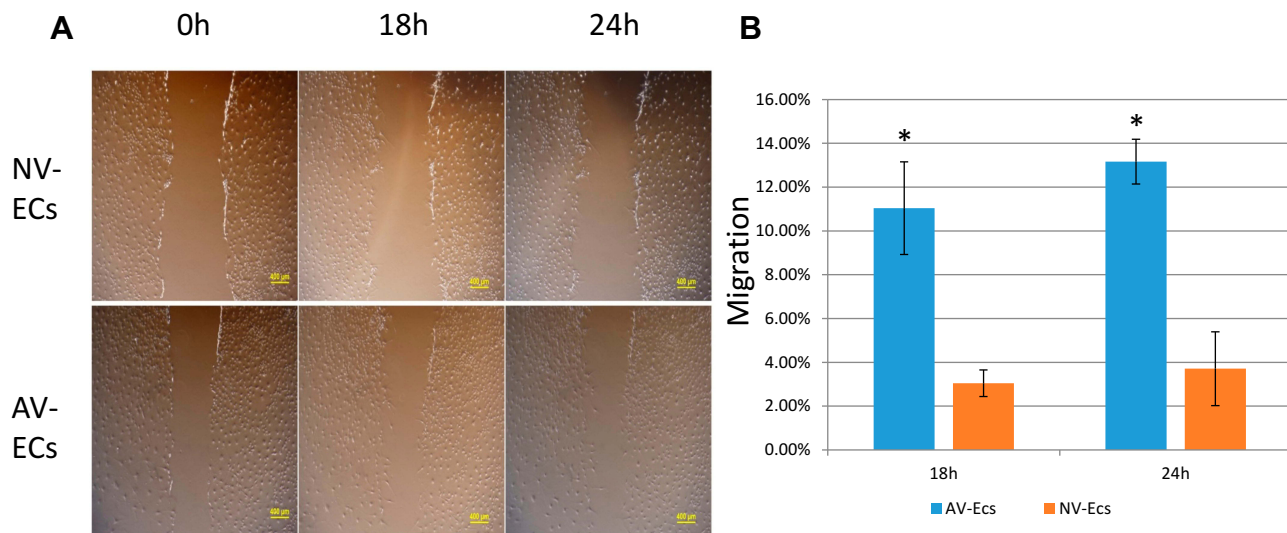 A
0h
18h
24h
NV-
ECs
400 µm
400 µm
400 µm
AV-
ECs
400 µm
400 µm
400 µm
B
Migration
16.00%
14.00%
12.00%
10.00%
8.00%
6.00%
4.00%
2.00%
0.00%
*
*
18h
24h
AV-Ecs
NV-Ecs